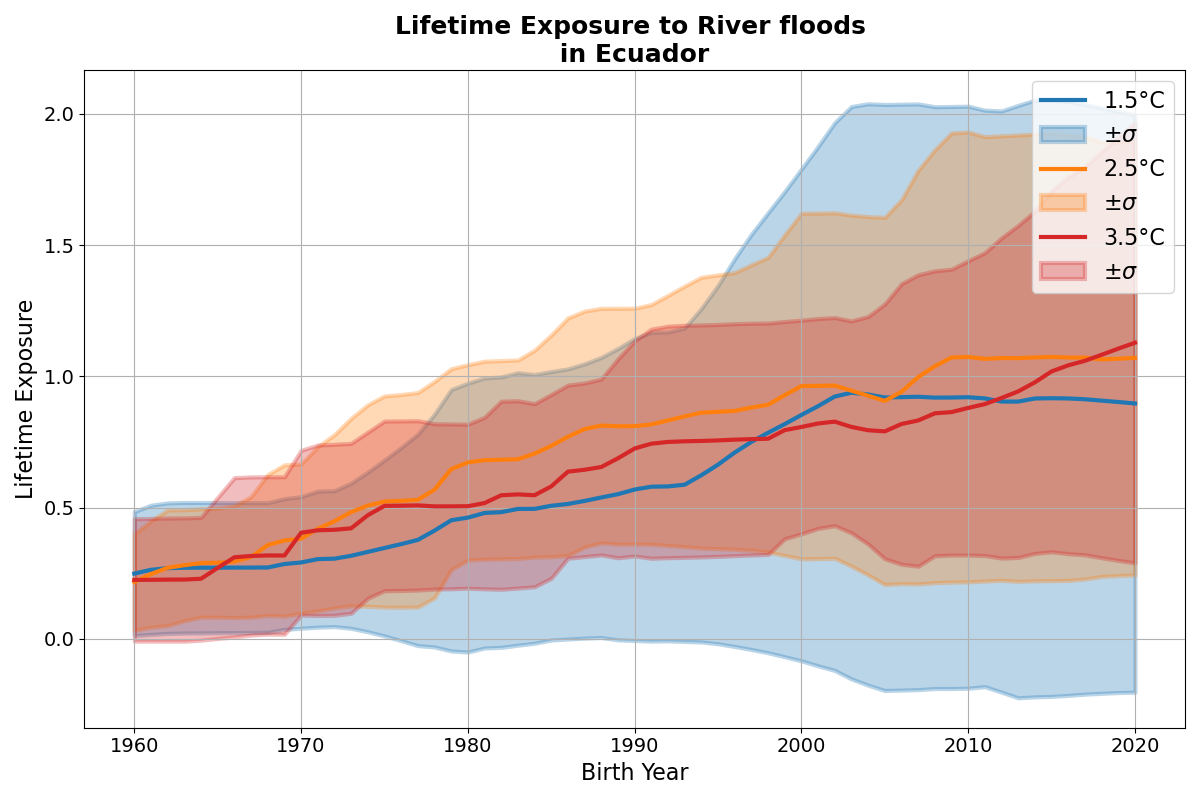 Lifetime Exposure to River floods
in Ecuador
Lifetime Exposure
2.0
1.5
1.0
0.5
0.0
1960
1970
1980
1990
2000
2010
2020
Birth Year
1.5°C
±σ
2.5°C
±σ
3.5°C
±σ